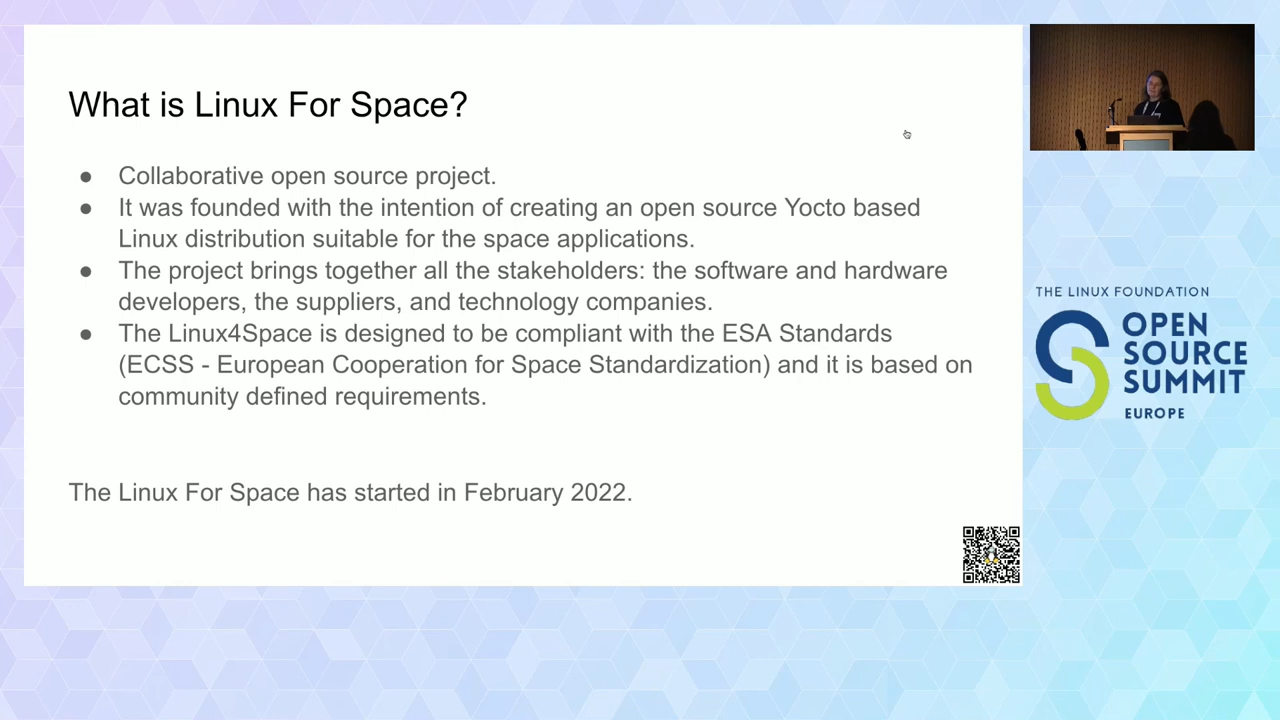 What is Linux For Space?
● Collaborative open source project.
● It was founded with the intention of creating an open source Yocto based
Linux distribution suitable for the space applications.
● The project brings together all the stakeholders: the software and hardware
developers, the suppliers, and technology companies.
● The Linux4Space is designed to be compliant with the ESA Standards
(ECSS - European Cooperation for Space Standardization) and it is based on
community defined requirements.
The Linux For Space has started in February 2022.
THE LINUX FOUNDATION
OPEN
SOURCE
SUMMIT
EUROPE